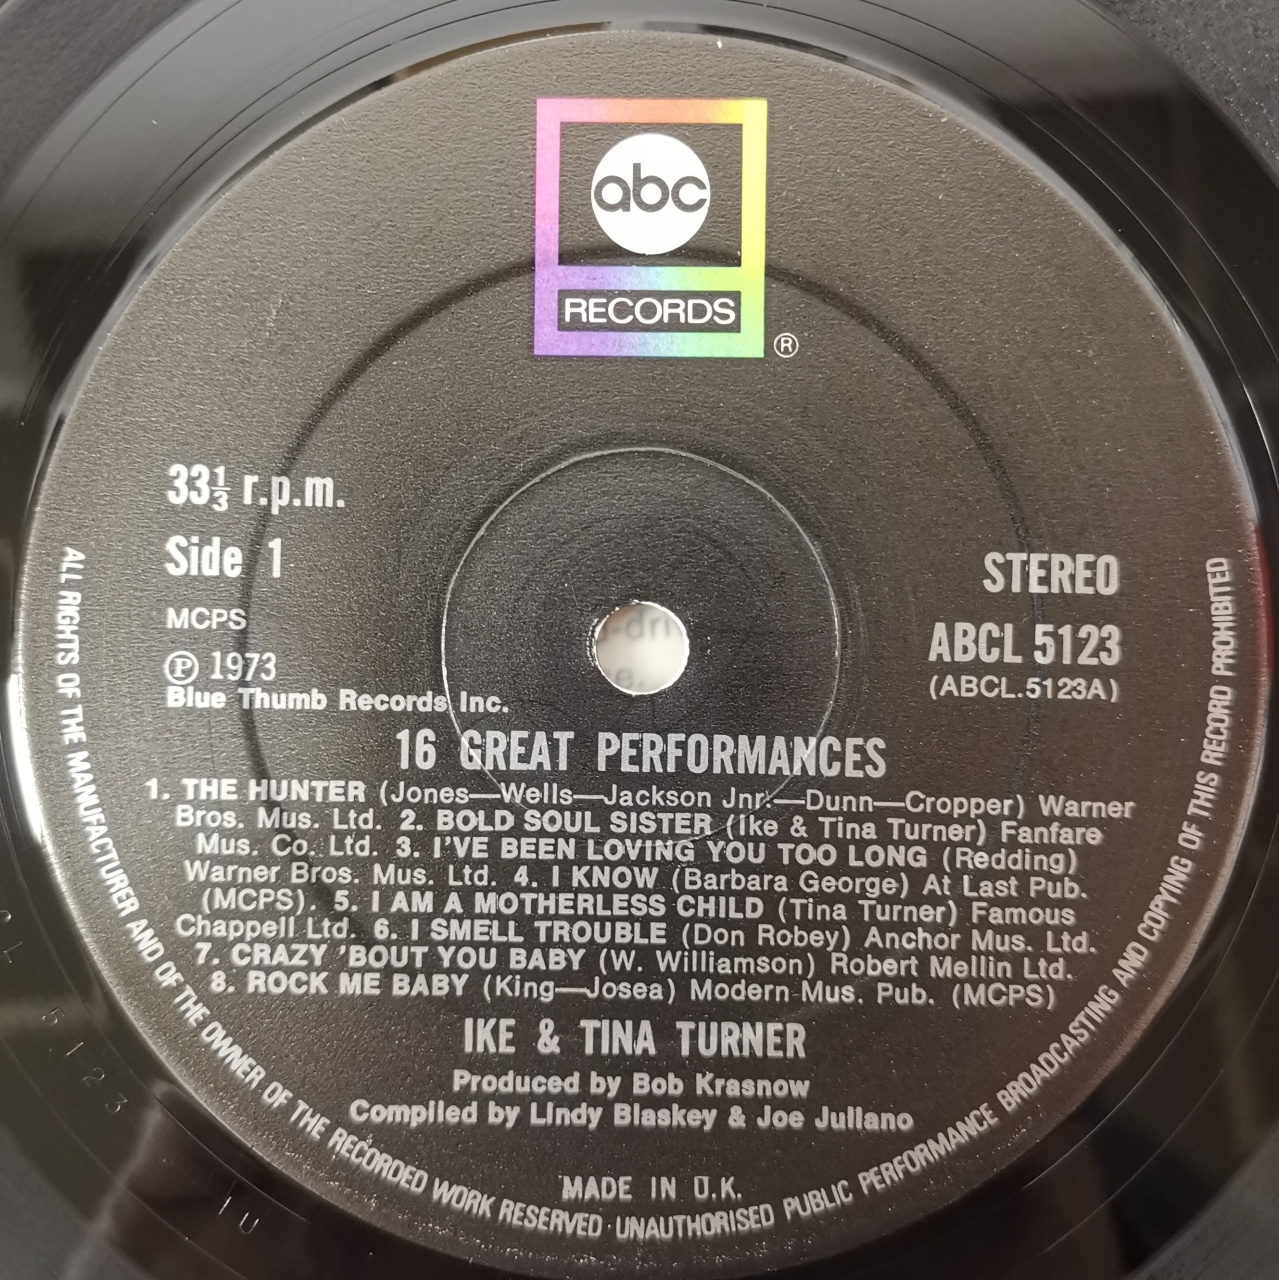 abc
RECORDS
®
33⅓ r.p.m.
Side 1
MCPS
℗ 1973
Blue Thumb Records Inc.
STEREO
ABCL 5123
(ABCL.5123A)
16 GREAT PERFORMANCES
1. THE HUNTER (Jones—Wells—Jackson Jnr.—Dunn—Cropper) Warner
Bros. Mus. Ltd. 2. BOLD SOUL SISTER (Ike & Tina Turner) Fanfare
Mus. Co. Ltd. 3. I'VE BEEN LOVING YOU TOO LONG (Redding)
Warner Bros. Mus. Ltd. 4. I KNOW (Barbara George) At Last Pub.
(MCPS). 5. I AM A MOTHERLESS CHILD (Tina Turner) Famous
Chappell Ltd. 6. I SMELL TROUBLE (Don Robey) Anchor Mus. Ltd.
7. CRAZY 'BOUT YOU BABY (W. Williamson) Robert Mellin Ltd.
8. ROCK ME BABY (King—Josea) Modern Mus. Pub. (MCPS)
IKE & TINA TURNER
Produced by Bob Krasnow
Compiled by Lindy Blaskey & Joe Juliano
MADE IN U.K.
ALL RIGHTS OF THE MANUFACTURER AND OF THE OWNER OF THE RECORDED WORK RESERVED · UNAUTHORISED PUBLIC PERFORMANCE BROADCASTING AND COPYING OF THIS RECORD PROHIBITED
5123